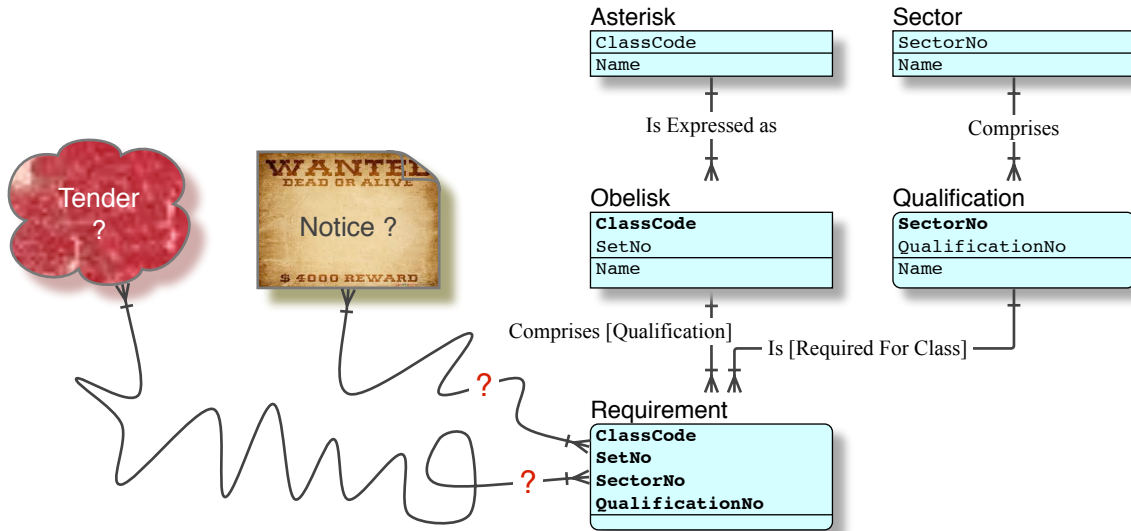 Asterisk
ClassCode
Name
Sector
SectorNo
Name
Is Expressed as
Comprises
Tender
?
WANTED
DEAD OR ALIVE
Notice ?
$ 4000 REWARD
Obelisk
ClassCode
SetNo
Name
Qualification
SectorNo
QualificationNo
Name
Comprises [Qualification]
Is [Required For Class]
?
?
Requirement
ClassCode
SetNo
SectorNo
QualificationNo